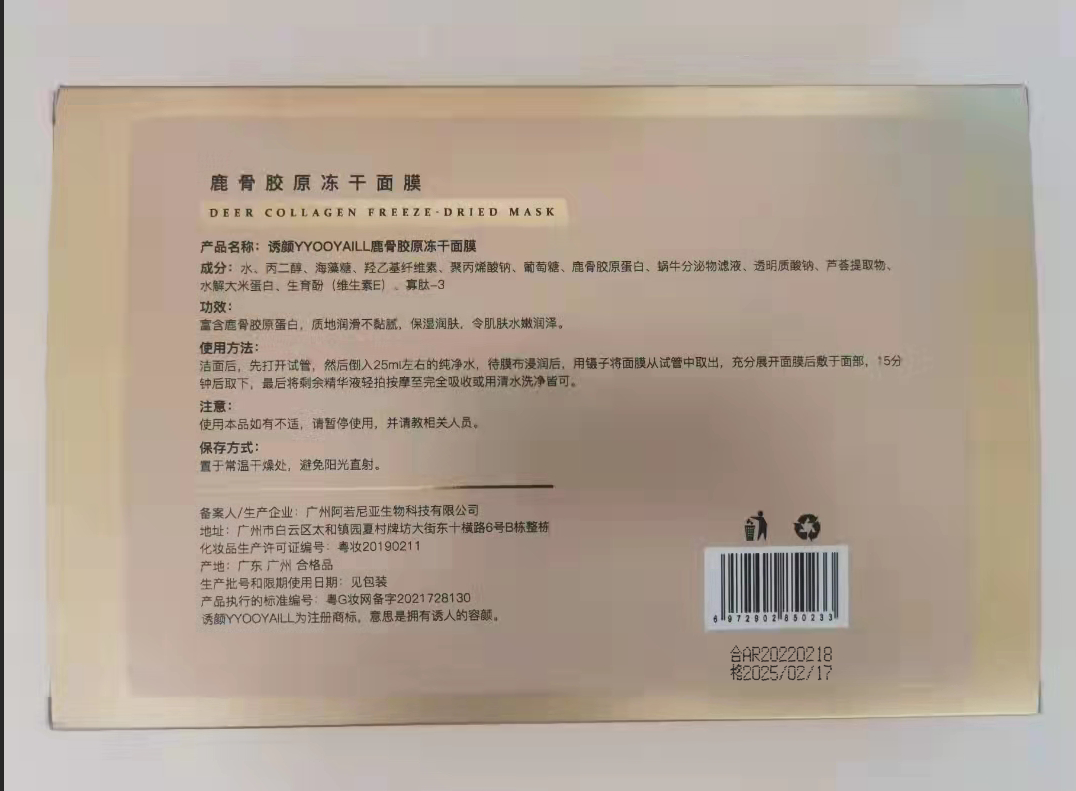 鹿骨胶原冻干面膜
DEER COLLAGEN FREEZE-DRIED MASK
产品名称：诱颜YYOOYAILL鹿骨胶原冻干面膜
成分：水、丙二醇、海藻糖、羟乙基纤维素、聚丙烯酸钠、葡萄糖、鹿骨胶原蛋白、蜗牛分泌物滤液、透明质酸钠、芦荟提取物、
水解大米蛋白、生育酚（维生素E）、寡肽-3
功效：
富含鹿骨胶原蛋白，质地润滑不黏腻，保湿润肤，令肌肤水嫩润泽。
使用方法：
洁面后，先打开试管，然后倒入25ml左右的纯净水，待膜布浸润后，用镊子将面膜从试管中取出，充分展开面膜后敷于面部，15分
钟后取下，最后将剩余精华液轻拍按摩至完全吸收或用清水洗净皆可。
注意：
使用本品如有不适，请暂停使用，并请教相关人员。
保存方式：
置于常温干燥处，避免阳光直射。
备案人/生产企业：广州阿若尼亚生物科技有限公司
地址：广州市白云区太和镇园夏村牌坊大街东十横路6号B栋整栋
化妆品生产许可证编号：粤妆20190211
产地：广东 广州 合格品
生产批号和限期使用日期：见包装
产品执行的标准编号：粤G妆网备字2021728130
诱颜YYOOYAILL为注册商标，意思是拥有诱人的容颜。
6 972902 850233
合AR20220218
格2025/02/17